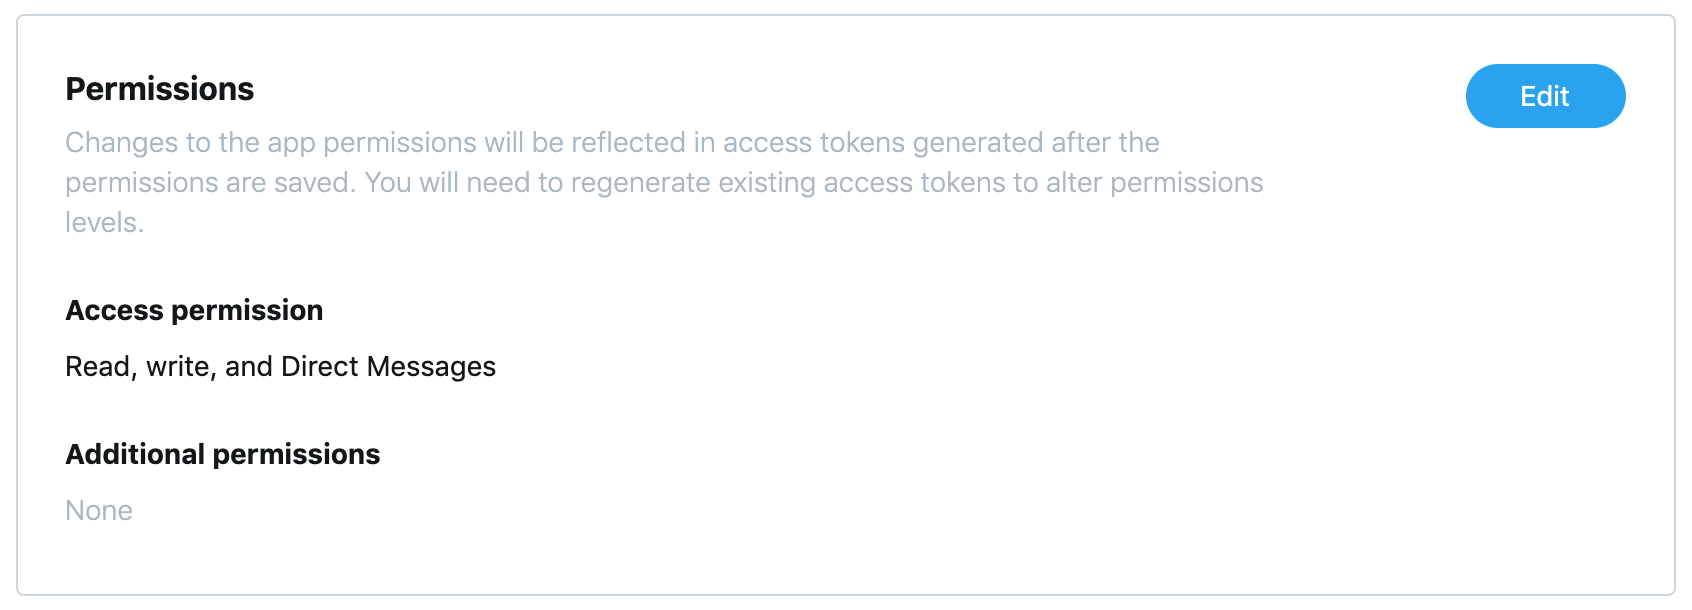 Permissions
Edit
Changes to the app permissions will be reflected in access tokens generated after the
permissions are saved. You will need to regenerate existing access tokens to alter permissions
levels.
Access permission
Read, write, and Direct Messages
Additional permissions
None